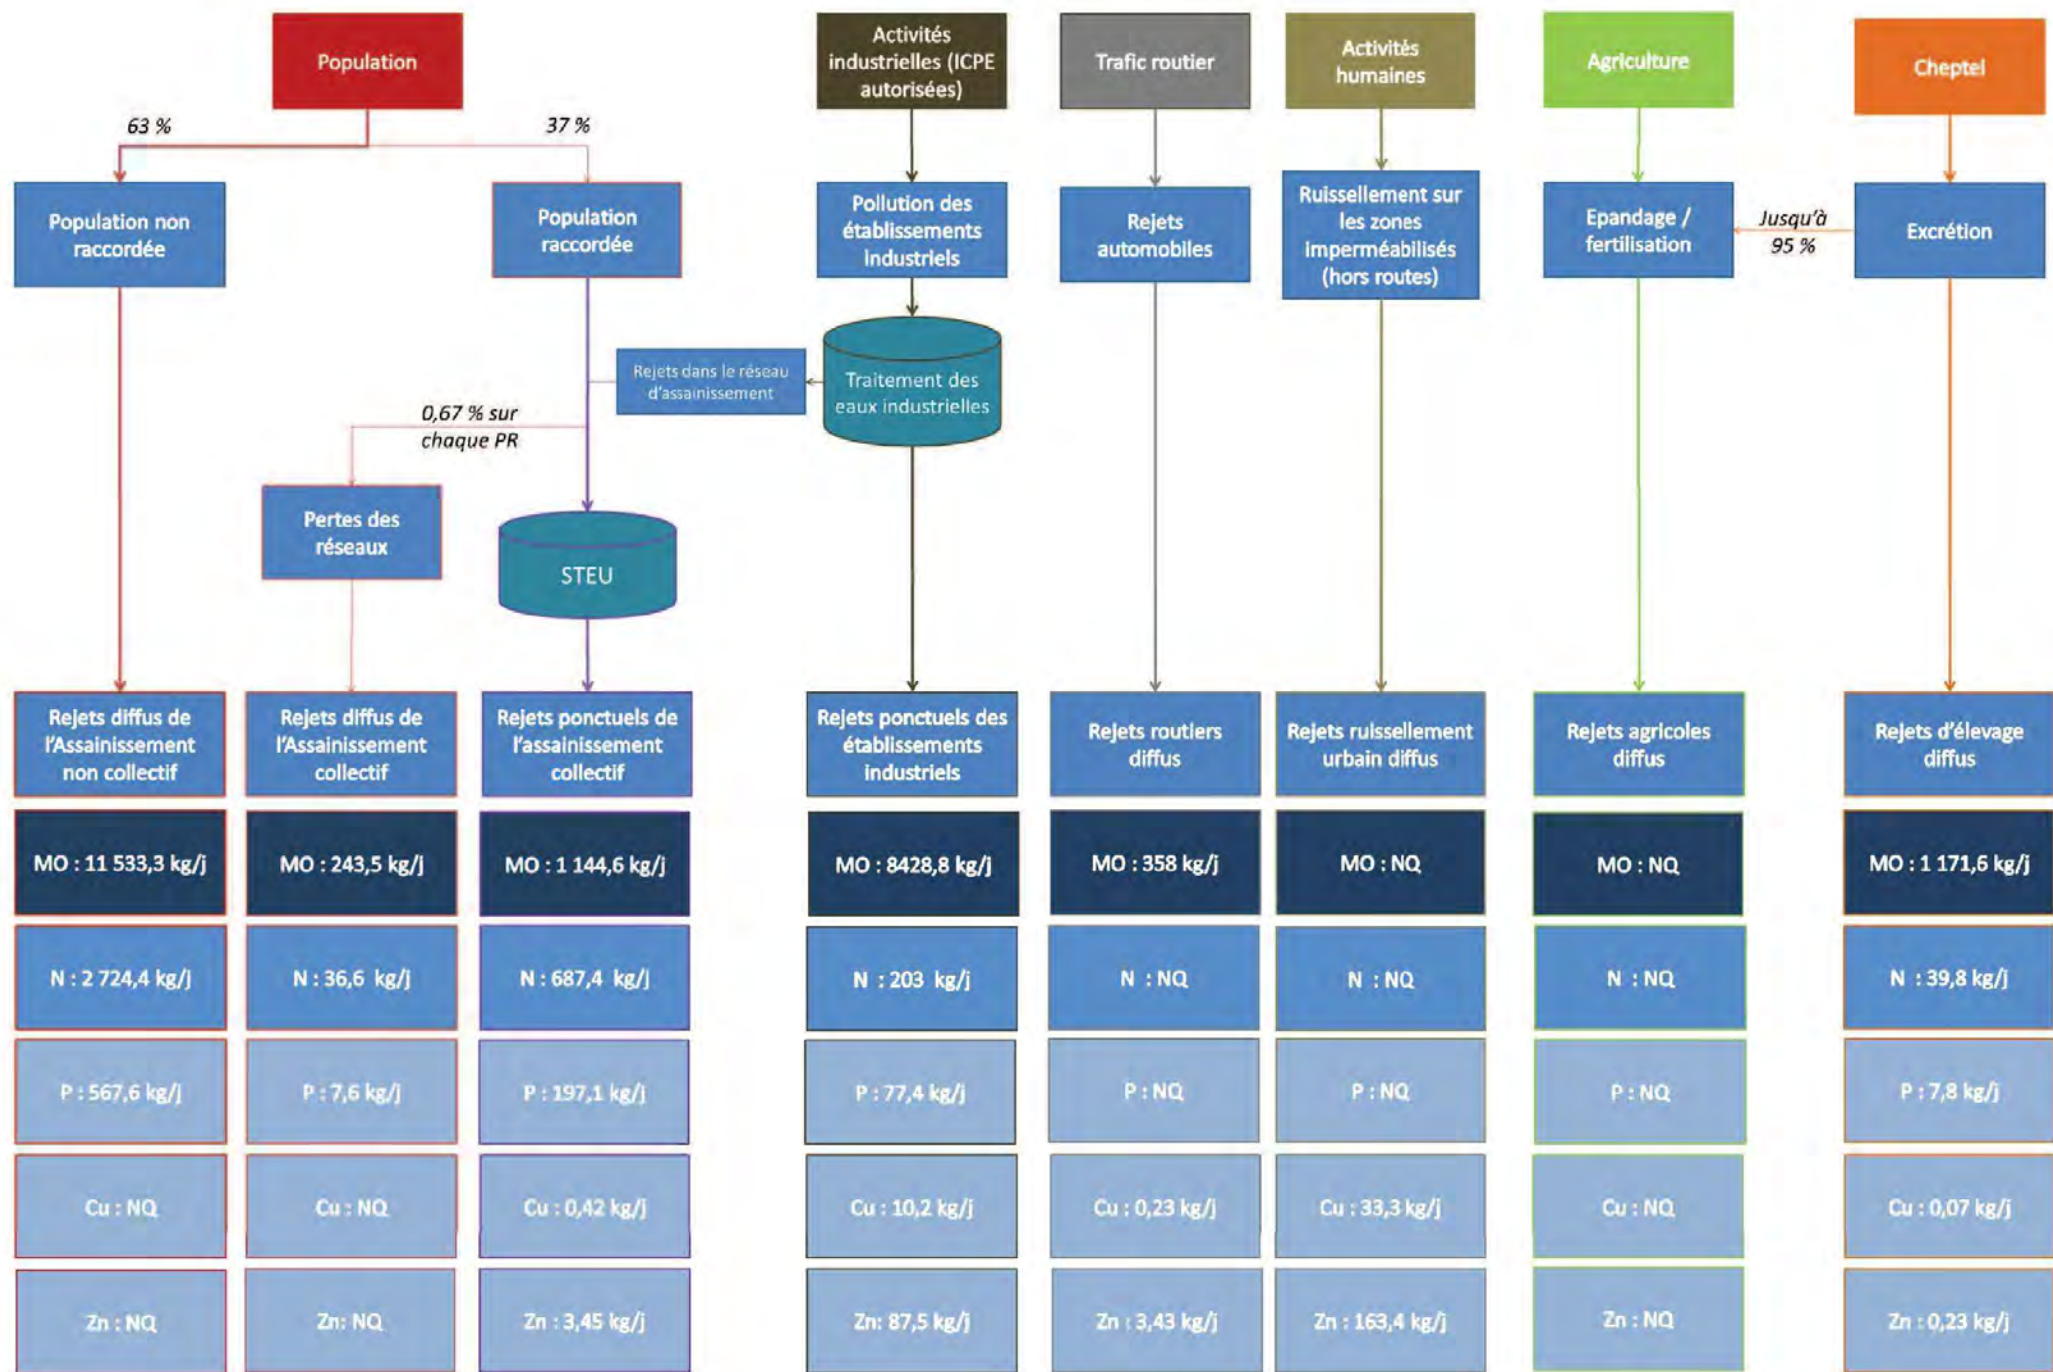 Population
Activités
industrielles (ICPE
autorisées)
Trafic routier
Activités
humaines
Agriculture
Cheptel
63 %
37 %
Population non
raccordée
Population
raccordée
Pollution des
établissements
industriels
Rejets
automobiles
Ruissellement sur
les zones
imperméabilisés
(hors routes)
Epandage /
fertilisation
Jusqu'à
95 %
Excrétion
Rejets dans le réseau
d'assainissement
Traitement des
eaux industrielles
0,67 % sur
chaque PR
Pertes des
réseaux
STEU
Rejets diffus de
l'Assainissement
non collectif
Rejets diffus de
l'Assainissement
collectif
Rejets ponctuels de
l'assainissement
collectif
Rejets ponctuels des
établissements
industriels
Rejets routiers
diffus
Rejets ruissellement
urbain diffus
Rejets agricoles
diffus
Rejets d'élevage
diffus
MO : 11 533,3 kg/j
MO : 243,5 kg/j
MO : 1 144,6 kg/j
MO : 8428,8 kg/j
MO : 358 kg/j
MO : NQ
MO : NQ
MO : 1 171,6 kg/j
N : 2 724,4 kg/j
N : 36,6 kg/j
N : 687,4 kg/j
N : 203 kg/j
N : NQ
N : NQ
N : NQ
N : 39,8 kg/j
P : 567,6 kg/j
P : 7,6 kg/j
P : 197,1 kg/j
P : 77,4 kg/j
P : NQ
P : NQ
P : NQ
P : 7,8 kg/j
Cu : NQ
Cu : NQ
Cu : 0,42 kg/j
Cu : 10,2 kg/j
Cu : 0,23 kg/j
Cu : 33,3 kg/j
Cu : NQ
Cu : 0,07 kg/j
Zn : NQ
Zn: NQ
Zn : 3,45 kg/j
Zn: 87,5 kg/j
Zn : 3,43 kg/j
Zn : 163,4 kg/j
Zn : NQ
Zn : 0,23 kg/j